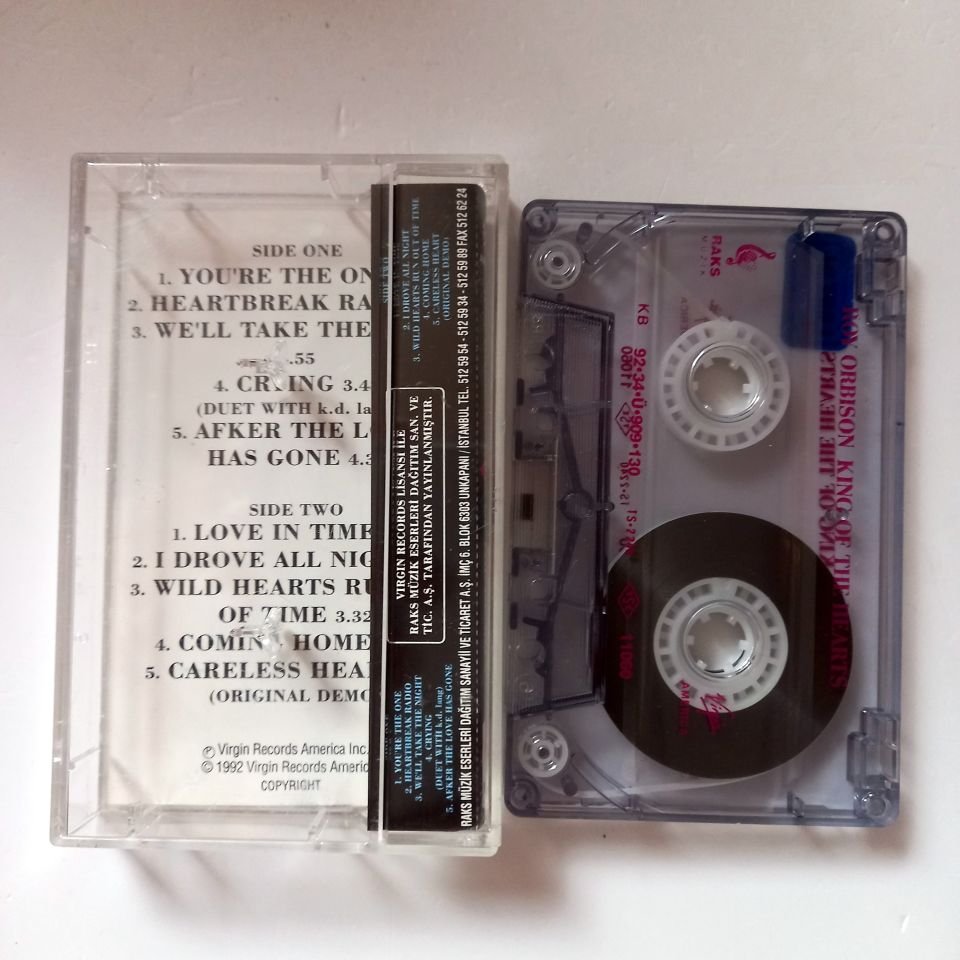 SIDE ONE
1. YOU'RE THE ON
2. HEARTBREAK RA
3. WE'LL TAKE THE
.55
4. CRYING 3.4
(DUET WITH k.d. la
5. AFKER THE L
HAS GONE 4.3
SIDE TWO
1. LOVE IN TIME
2. I DROVE ALL NIG
3. WILD HEARTS RU
OF TIME 3.32
4. COMIN HOME
5. CARELESS HEA
(ORIGINAL DEMO
℗ Virgin Records America Inc.
© 1992 Virgin Records Americ
COPYRIGHT
SIDE TWO
2. I DROVE ALL NIGHT
3. WILD HEARTS RUN OUT OF TIME
4. COMING HOME
5. CARELESS HEART
(ORIGINAL DEMO)
VIRGIN RECORDS LİSANSI İLE
RAKS MÜZİK ESERLERİ DAĞITIM SAN. VE
TİC. A.Ş. TARAFINDAN YAYINLANMIŞTIR.
1. YOU'RE THE ONE
2. HEARTBREAK RADIO
3. WE'LL TAKE THE NIGHT
4. CRYING
(DUET WITH k.d. lang)
5. AFKER THE LOVE HAS GONE
RAKS MÜZİK ESERLERİ DAĞITIM SANAYİİ VE TİCARET A.Ş. İMÇ 6. BLOK 6303 UNKAPANI / İSTANBUL TEL. 512 59 54 - 512 59 34 - 512 59 89 FAX 512 62 24
RAKS
MUZIK
KB
92•34•Ü•909•130
03011
11060
ROY ORBISON KING OF THE HEARTS
Virgin
AMERICA